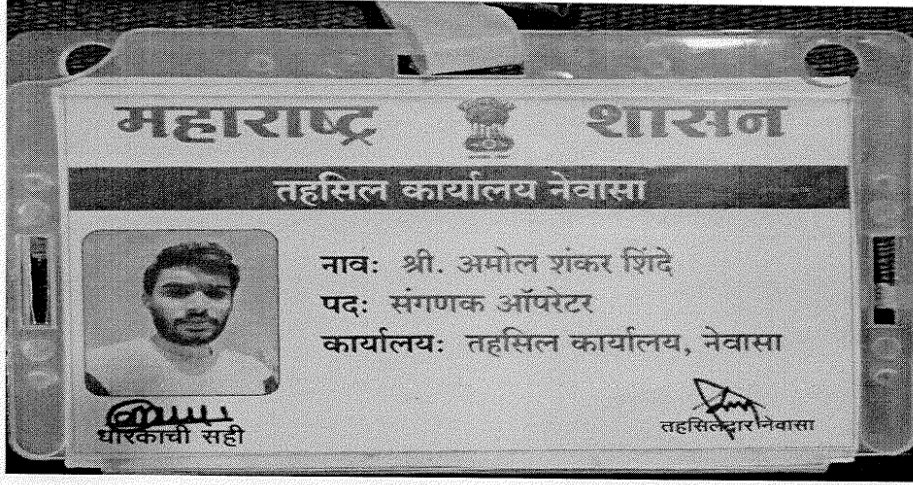 महाराष्ट्र शासन
तहसिल कार्यालय नेवासा
नावः श्री. अमोल शंकर शिंदे
पदः संगणक ऑपरेटर
कार्यालयः तहसिल कार्यालय, नेवासा
धारकाची सही
तहसिलदार नेवासा